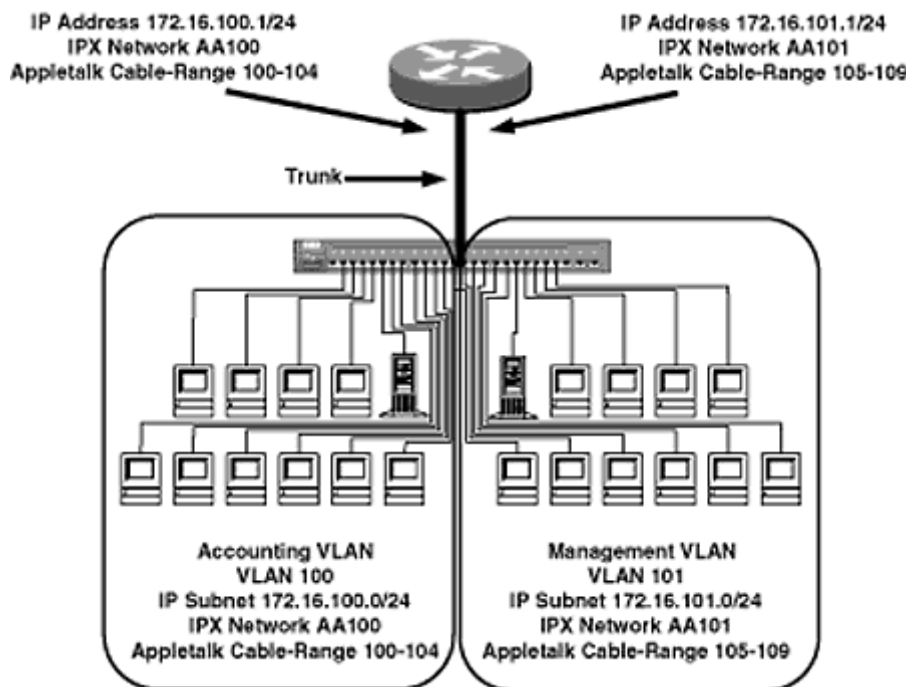 IP Address 172.16.100.1/24
IPX Network AA100
Appletalk Cable-Range 100-104
IP Address 172.16.101.1/24
IPX Network AA101
Appletalk Cable-Range 105-109
Trunk
Accounting VLAN
VLAN 100
IP Subnet 172.16.100.0/24
IPX Network AA100
Appletalk Cable-Range 100-104
Management VLAN
VLAN 101
IP Subnet 172.16.101.0/24
IPX Network AA101
Appletalk Cable-Range 105-109